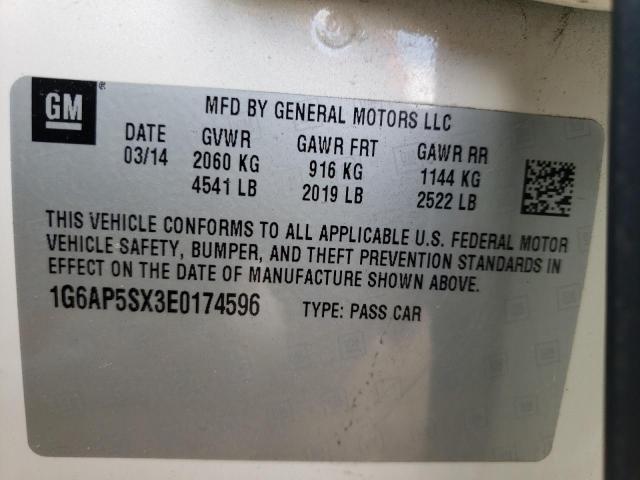 GM ®
MFD BY GENERAL MOTORS LLC
DATE GVWR GAWR FRT GAWR RR
03/14 2060 KG 916 KG 1144 KG
4541 LB 2019 LB 2522 LB
THIS VEHICLE CONFORMS TO ALL APPLICABLE U.S. FEDERAL MOTOR
VEHICLE SAFETY, BUMPER, AND THEFT PREVENTION STANDARDS IN
EFFECT ON THE DATE OF MANUFACTURE SHOWN ABOVE.
1G6AP5SX3E0174596 TYPE: PASS CAR